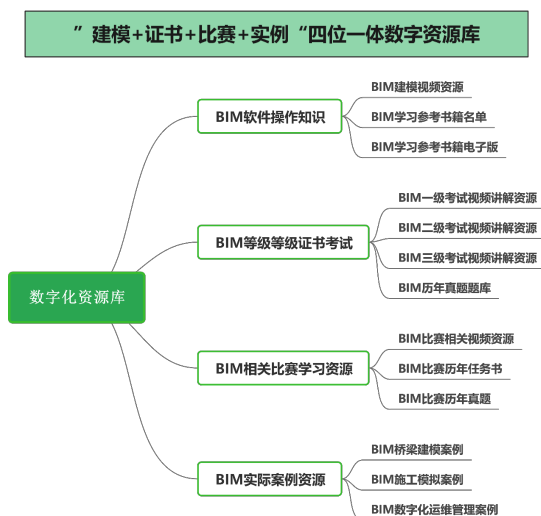 ”建模+证书+比赛+实例“四位一体数字资源库
数字化资源库
BIM软件操作知识
BIM建模视频资源
BIM学习参考书籍名单
BIM学习参考书籍电子版
BIM等级等级证书考试
BIM一级考试视频讲解资源
BIM二级考试视频讲解资源
BIM三级考试视频讲解资源
BIM历年真题题库
BIM相关比赛学习资源
BIM比赛相关视频资源
BIM比赛历年任务书
BIM比赛历年真题
BIM实际案例资源
BIM桥梁建模案例
BIM施工模拟案例
BIM数字化运维管理案例